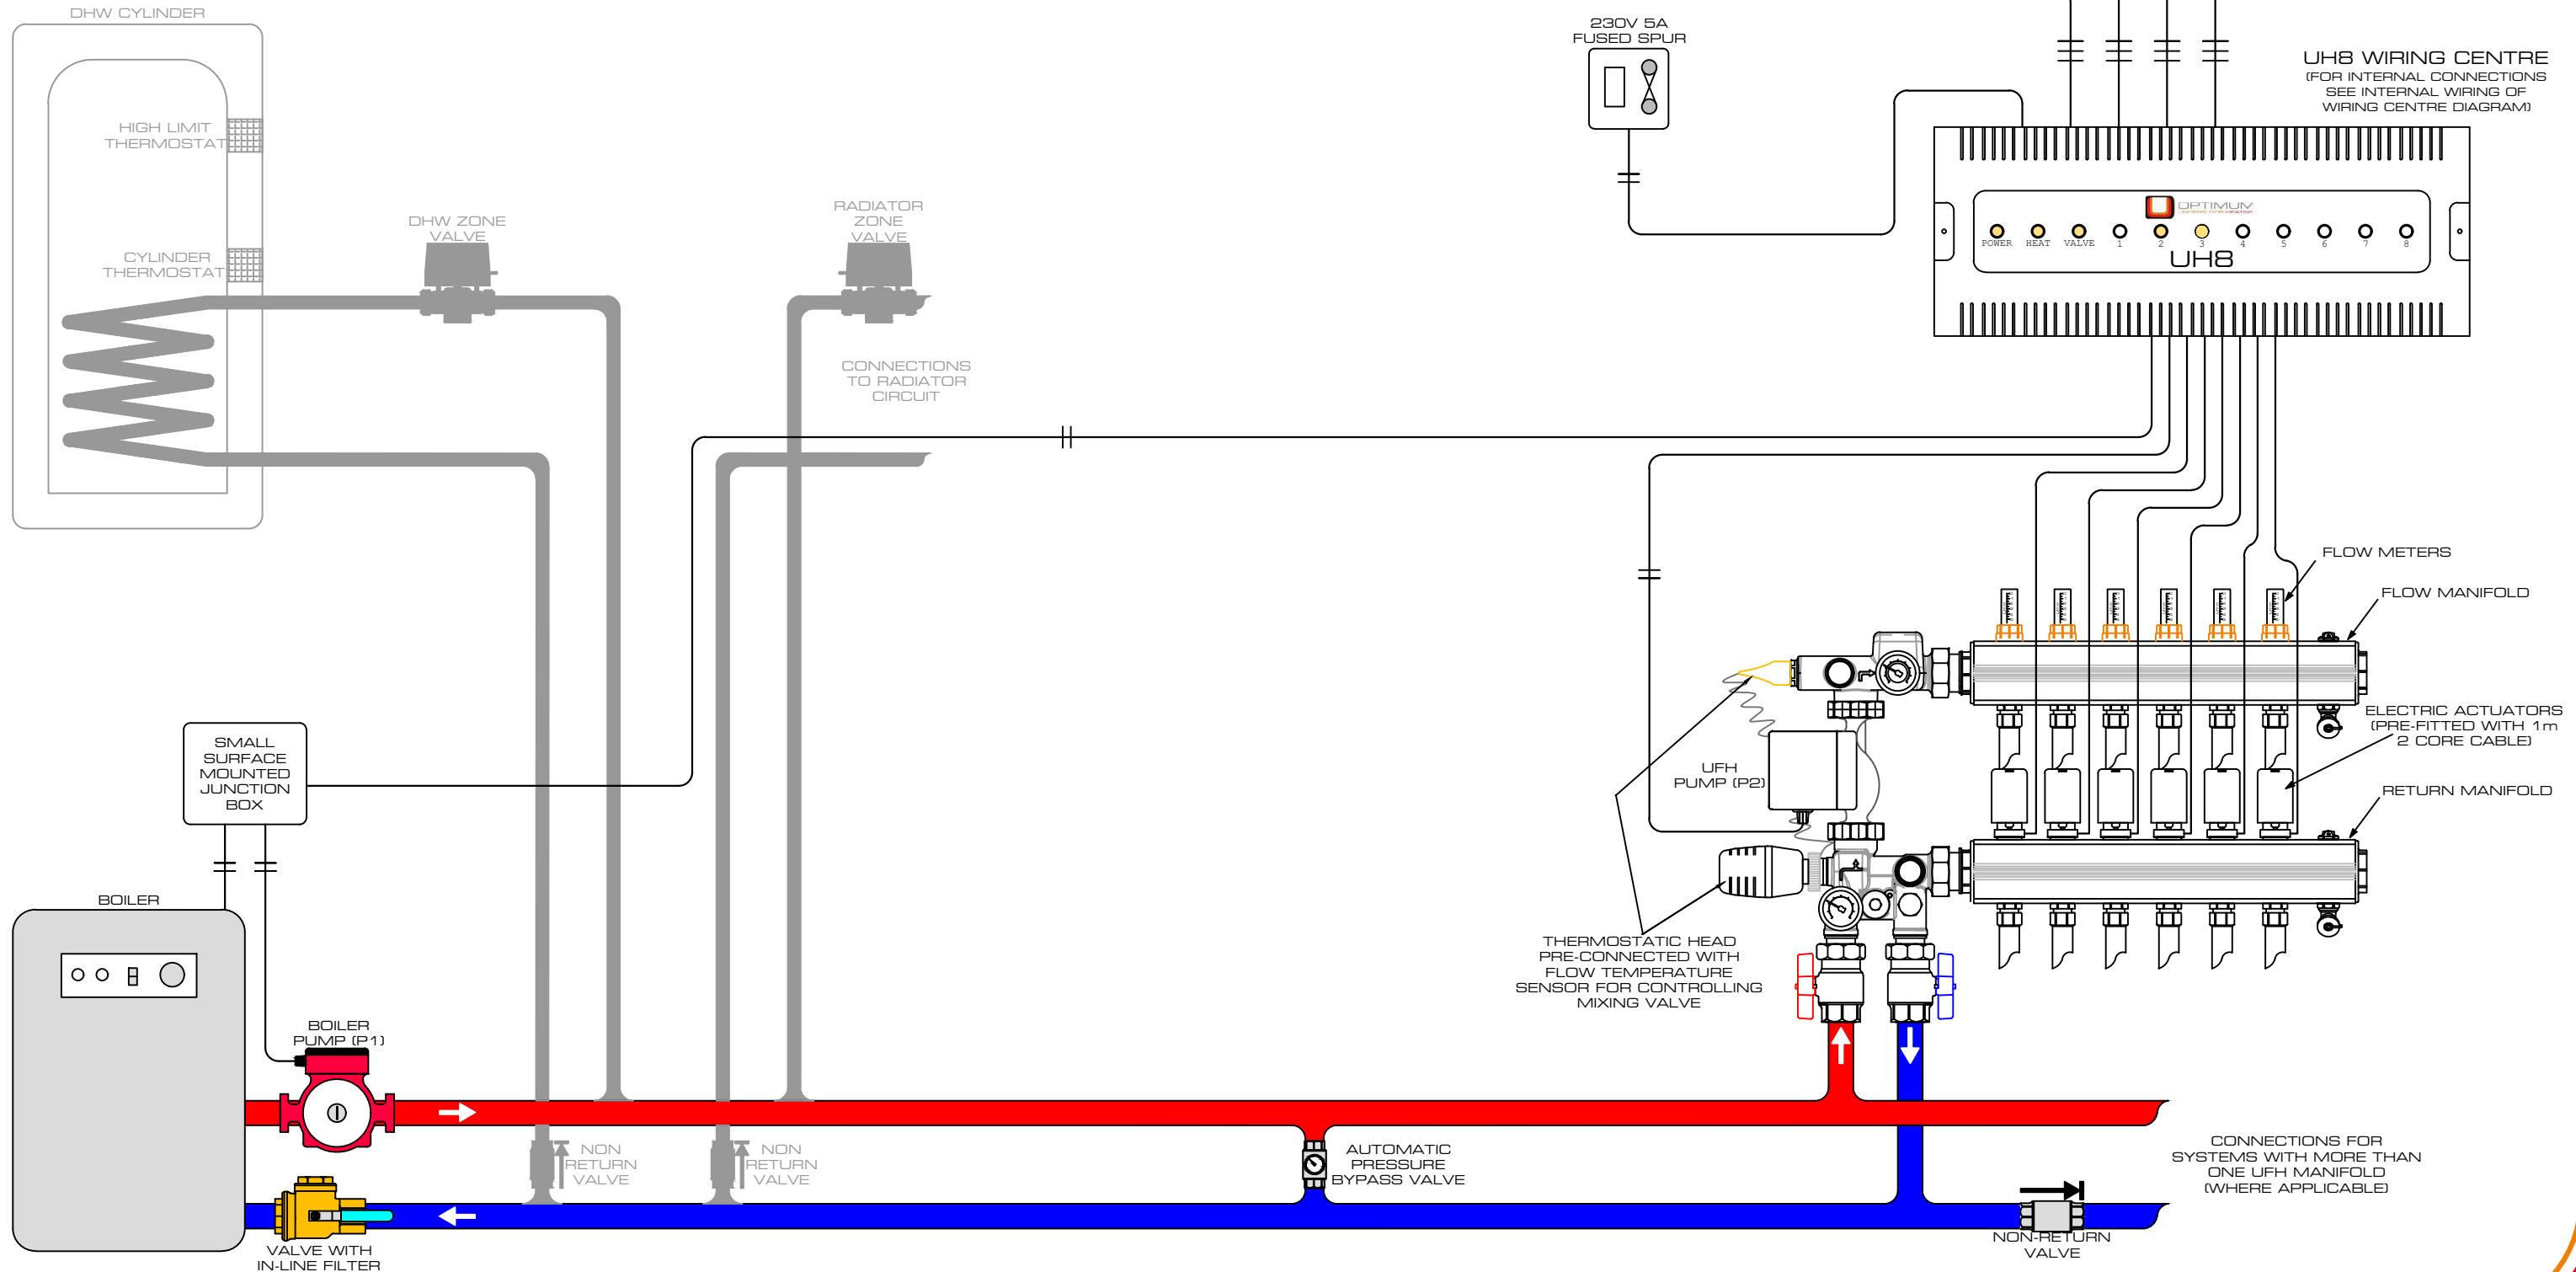 DHW CYLINDER
HIGH LIMIT
THERMOSTAT
CYLINDER
THERMOSTAT
DHW ZONE
VALVE
RADIATOR
ZONE
VALVE
CONNECTIONS
TO RADIATOR
CIRCUIT
230V 5A
FUSED SPUR
UH8 WIRING CENTRE
(FOR INTERNAL CONNECTIONS
SEE INTERNAL WIRING OF
WIRING CENTRE DIAGRAM)
OPTIMUM
UNDERFLOOR HEATING
POWER HEAT VALVE 1 2 3 4 5 6 7 8
UH8
FLOW METERS
FLOW MANIFOLD
ELECTRIC ACTUATORS
(PRE-FITTED WITH 1m
2 CORE CABLE)
RETURN MANIFOLD
UFH
PUMP (P2)
THERMOSTATIC HEAD
PRE-CONNECTED WITH
FLOW TEMPERATURE
SENSOR FOR CONTROLLING
MIXING VALVE
SMALL
SURFACE
MOUNTED
JUNCTION
BOX
BOILER
BOILER
PUMP (P1)
NON
RETURN
VALVE
NON
RETURN
VALVE
AUTOMATIC
PRESSURE
BYPASS VALVE
CONNECTIONS FOR
SYSTEMS WITH MORE THAN
ONE UFH MANIFOLD
(WHERE APPLICABLE)
NON-RETURN
VALVE
VALVE WITH
IN-LINE FILTER